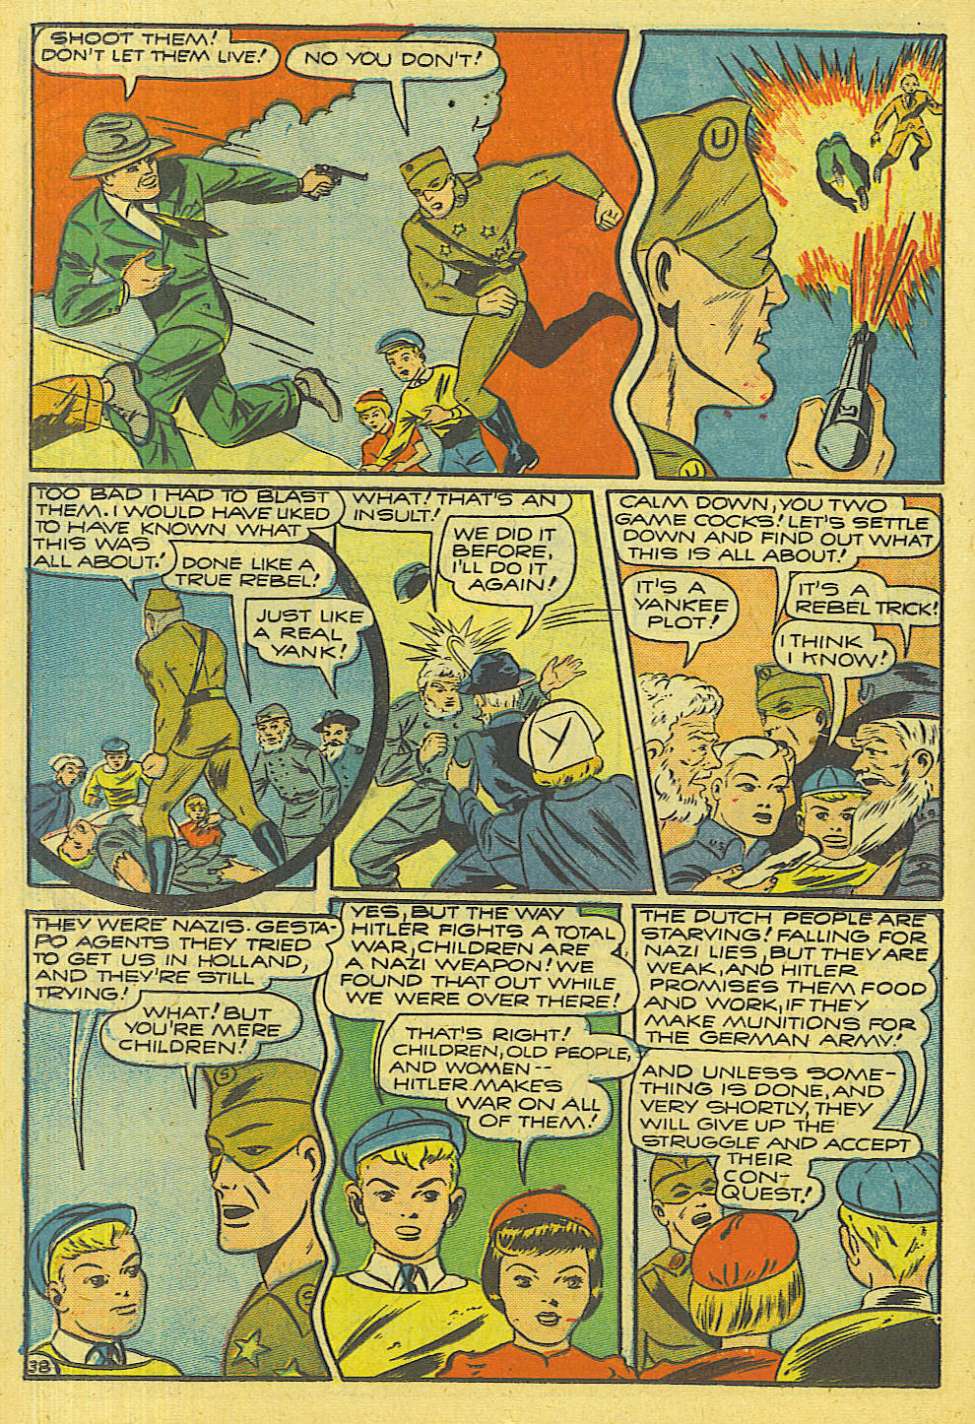 SHOOT THEM!
DON'T LET THEM LIVE!
NO YOU DON'T!
U
U
TOO BAD I HAD TO BLAST
THEM. I WOULD HAVE LIKED
TO HAVE KNOWN WHAT
THIS WAS
ALL ABOUT!
DONE LIKE A
TRUE REBEL!
JUST LIKE
A REAL
YANK!
WHAT! THAT'S AN
INSULT!
WE DID IT
BEFORE,
I'LL DO IT
AGAIN!
CALM DOWN, YOU TWO
GAME COCKS! LET'S SETTLE
DOWN AND FIND OUT WHAT
THIS IS ALL ABOUT!
IT'S A
YANKEE
PLOT!
IT'S A
REBEL TRICK!
I THINK
I KNOW!
U.S.
THEY WERE NAZIS. GESTA-
PO AGENTS THEY TRIED
TO GET US IN HOLLAND,
AND THEY'RE STILL
TRYING!
WHAT! BUT
YOU'RE MERE
CHILDREN!
S
S
YES, BUT THE WAY
HITLER FIGHTS A TOTAL
WAR, CHILDREN ARE
A NAZI WEAPON! WE
FOUND THAT OUT WHILE
WE WERE OVER THERE!
THAT'S RIGHT!
CHILDREN, OLD PEOPLE,
AND WOMEN--
HITLER MAKES
WAR ON ALL
OF THEM!
THE DUTCH PEOPLE ARE
STARVING! FALLING FOR
NAZI LIES, BUT THEY ARE
WEAK, AND HITLER
PROMISES THEM FOOD
AND WORK, IF THEY
MAKE MUNITIONS FOR
THE GERMAN ARMY!
AND UNLESS SOME-
THING IS DONE, AND
VERY SHORTLY, THEY
WILL GIVE UP THE
STRUGGLE AND ACCEPT
THEIR
CON-
QUEST!
38